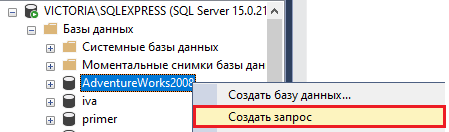 VICTORIA\SQLEXPRESS (SQL Server 15.0.21
Базы данных
Системные базы данных
Моментальные снимки базы дан
AdventureWorks2008
Создать базу данных...
iva
Создать запрос
primer